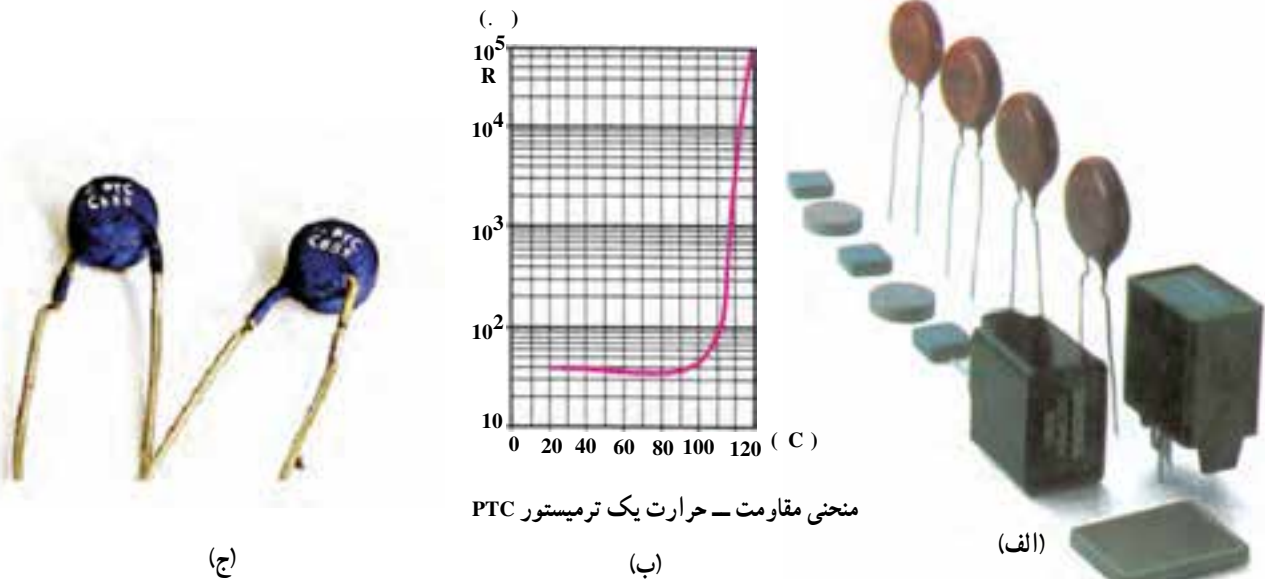 ( . )
10⁵
R
10⁴
10³
10²
10
0 20 40 60 80 100 120 ( C )
منحنی مقاومت ــ حرارت یک ترمیستور PTC
(الف)
(ب)
(ج)
PTC
PTC